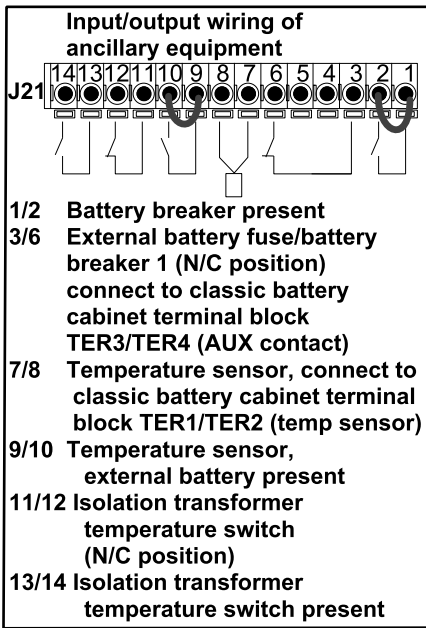 Input/output wiring of
ancillary equipment
14 13 12 11 10 9 8 7 6 5 4 3 2 1
J21
1/2 Battery breaker present
3/6 External battery fuse/battery
breaker 1 (N/C position)
connect to classic battery
cabinet terminal block
TER3/TER4 (AUX contact)
7/8 Temperature sensor, connect to
classic battery cabinet terminal
block TER1/TER2 (temp sensor)
9/10 Temperature sensor,
external battery present
11/12 Isolation transformer
temperature switch
(N/C position)
13/14 Isolation transformer
temperature switch present